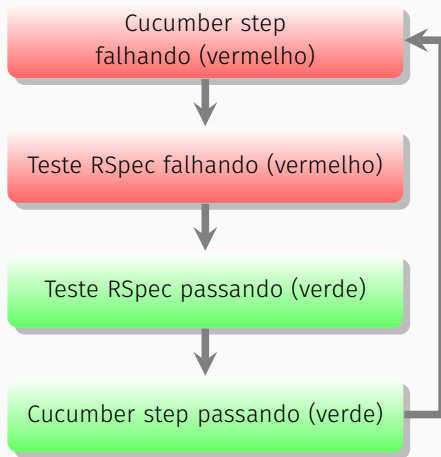 Cucumber step
falhando (vermelho)
Teste RSpec falhando (vermelho)
Teste RSpec passando (verde)
Cucumber step passando (verde)